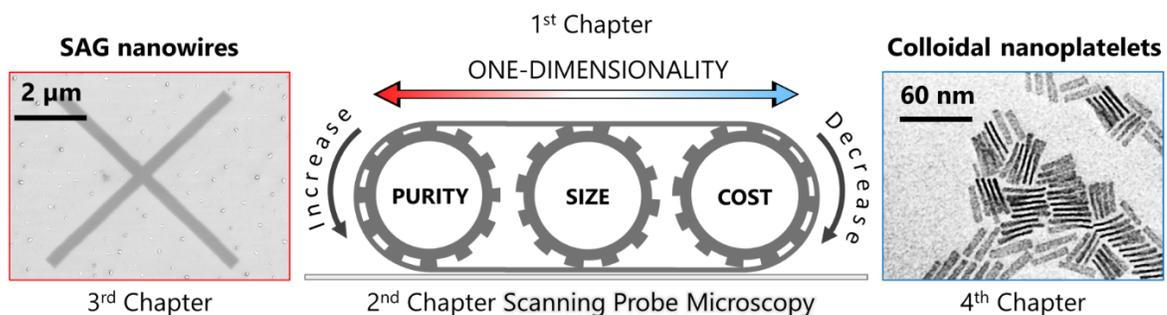 1st Chapter
SAG nanowires
Colloidal nanoplatelets
ONE-DIMENSIONALITY
2 µm
60 nm
Increase
Decrease
PURITY
SIZE
COST
3rd Chapter
2nd Chapter Scanning Probe Microscopy
4th Chapter